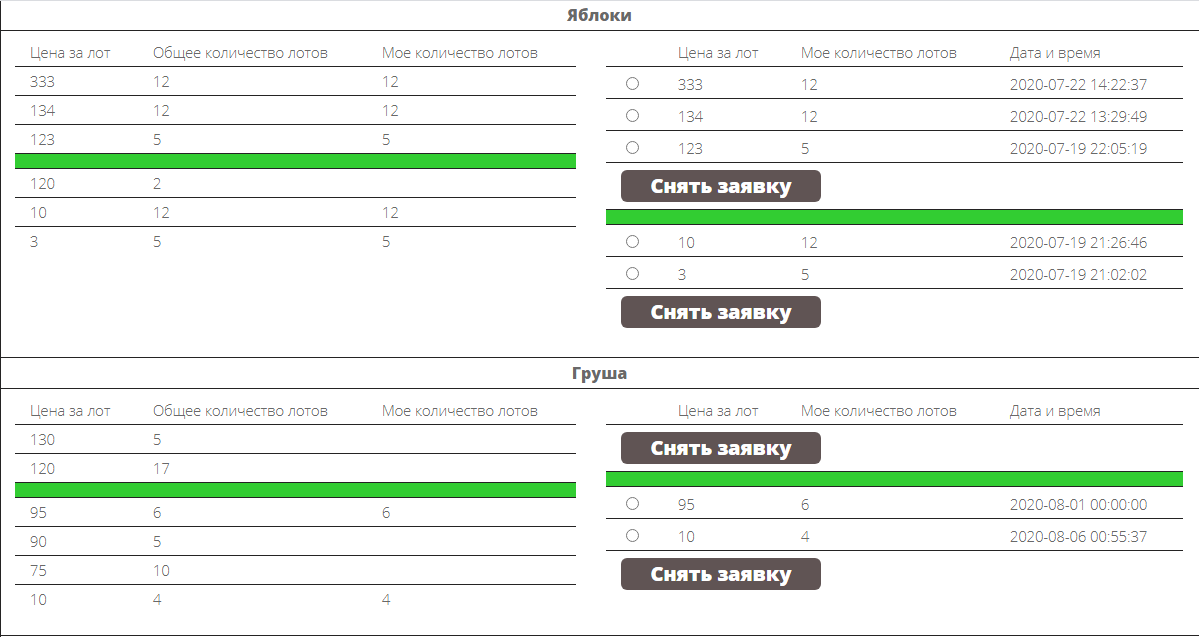 Яблоки
Цена за лот Общее количество лотов Мое количество лотов
333 12 12
134 12 12
123 5 5
120 2
10 12 12
3 5 5
Цена за лот Мое количество лотов Дата и время
333 12 2020-07-22 14:22:37
134 12 2020-07-22 13:29:49
123 5 2020-07-19 22:05:19
Снять заявку
10 12 2020-07-19 21:26:46
3 5 2020-07-19 21:02:02
Снять заявку
Груша
Цена за лот Общее количество лотов Мое количество лотов
130 5
120 17
95 6 6
90 5
75 10
10 4 4
Цена за лот Мое количество лотов Дата и время
Снять заявку
95 6 2020-08-01 00:00:00
10 4 2020-08-06 00:55:37
Снять заявку